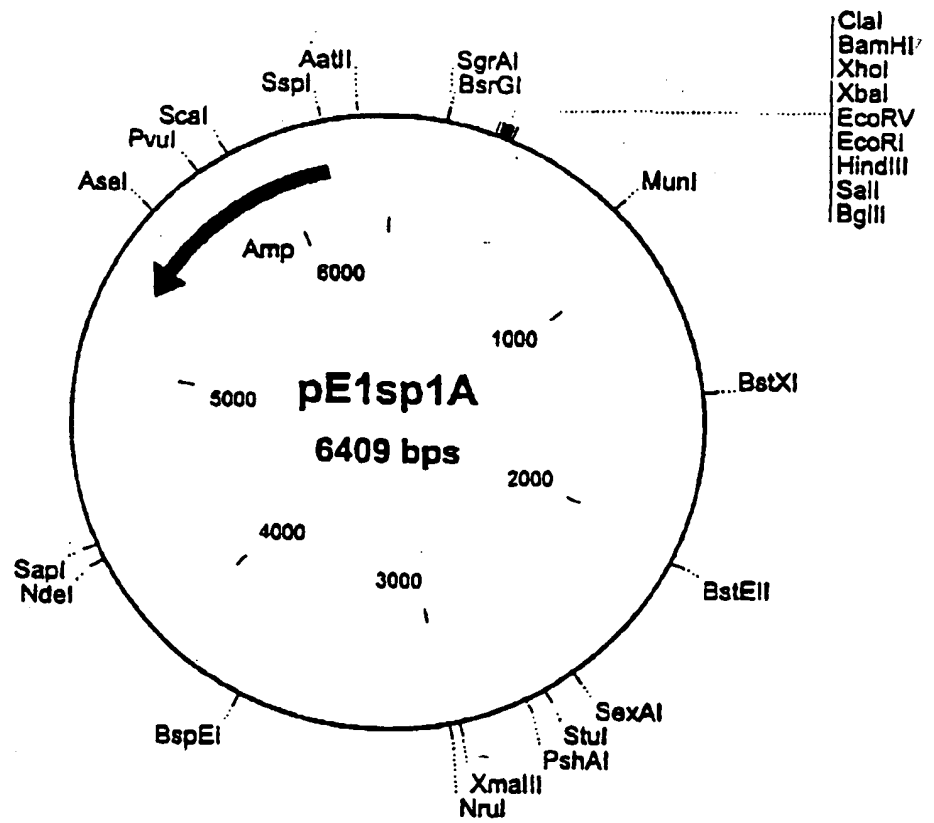 ClaI
BamHI
XhoI
XbaI
EcoRV
EcoRI
HindIII
SalI
BglII
AatII
SspI
SgrAI
BsrGI
ScaI
PvuI
AseI
MunI
Amp
6000
1000
5000
pE1sp1A
6409 bps
BstXI
2000
4000
3000
SapI
NdeI
BstEII
BspEI
SexAI
StuI
PshAI
XmaIII
NruI